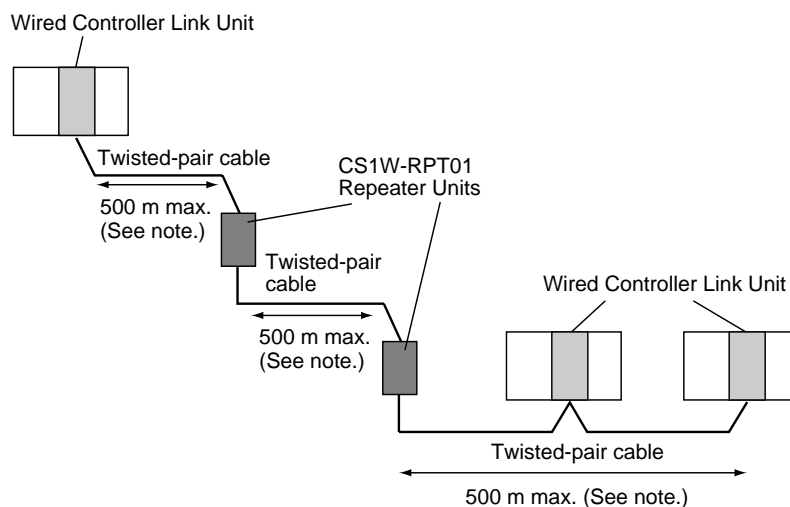 Wired Controller Link Unit
Twisted-pair cable
500 m max.
(See note.)
CS1W-RPT01
Repeater Units
Twisted-pair
cable
500 m max.
(See note.)
Wired Controller Link Unit
Twisted-pair cable
500 m max. (See note.)